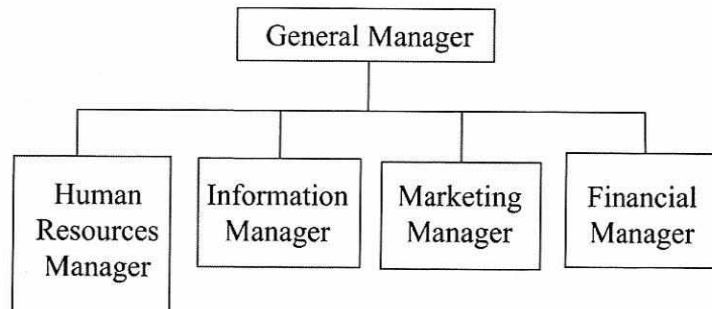 General Manager
Human
Resources
Manager
Information
Manager
Marketing
Manager
Financial
Manager